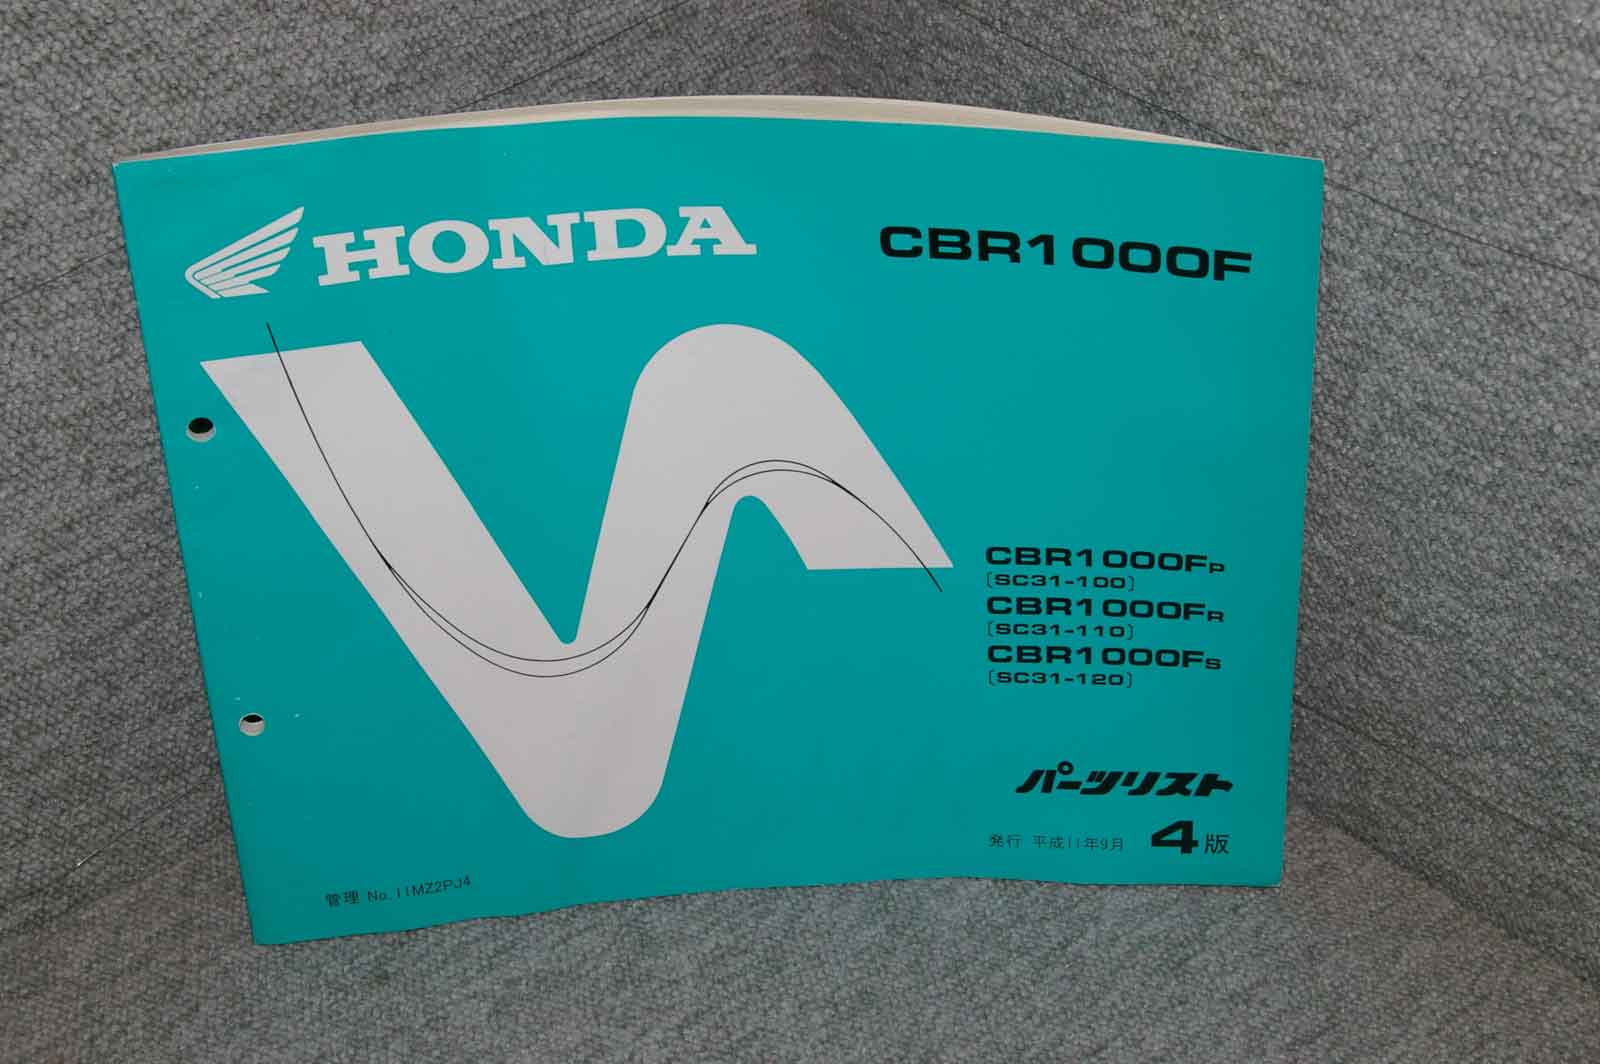 HONDA
CBR1000F
CBR1000FP
[SC31-100]
CBR1000FR
[SC31-110]
CBR1000FS
[SC31-120]
パーツリスト
発行 平成11年9月 4版
管理 No. 11MZ2PJ4